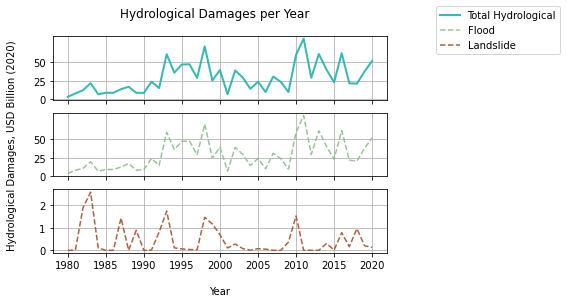 Hydrological Damages per Year
Total Hydrological
Flood
Landslide
Hydrological Damages, USD Billion (2020)
50
25
0
50
25
0
2
1
0
1980 1985 1990 1995 2000 2005 2010 2015 2020
Year